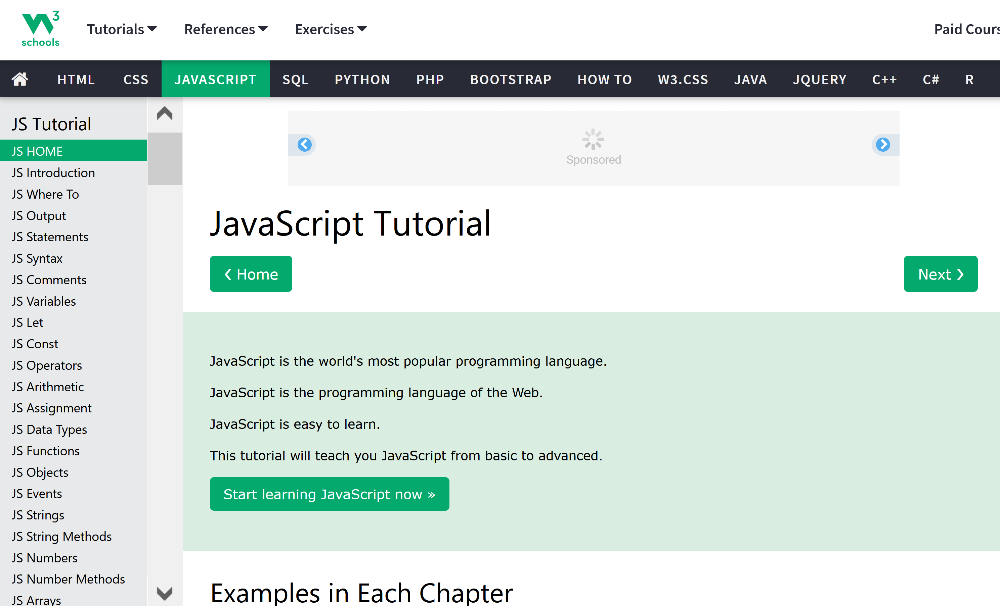 3
schools
Tutorials References Exercises Paid Cours
HTML CSS JAVASCRIPT SQL PYTHON PHP BOOTSTRAP HOW TO W3.CSS JAVA JQUERY C++ C# R
JS Tutorial
JS HOME
JS Introduction
JS Where To
JS Output
JS Statements
JS Syntax
JS Comments
JS Variables
JS Let
JS Const
JS Operators
JS Arithmetic
JS Assignment
JS Data Types
JS Functions
JS Objects
JS Events
JS Strings
JS String Methods
JS Numbers
JS Number Methods
JS Arrays
Sponsored
JavaScript Tutorial
❮ Home
Next ❯
JavaScript is the world's most popular programming language.
JavaScript is the programming language of the Web.
JavaScript is easy to learn.
This tutorial will teach you JavaScript from basic to advanced.
Start learning JavaScript now »
Examples in Each Chapter